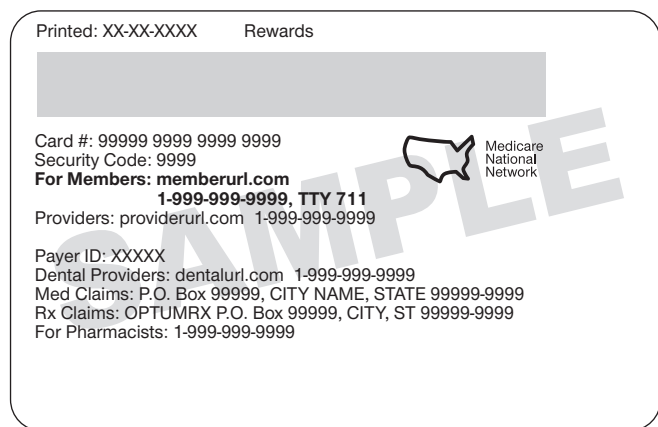 Printed: XX-XX-XXXX Rewards
Card #: 99999 9999 9999 9999
Security Code: 9999
For Members: memberurl.com
1-999-999-9999, TTY 711
Providers: providerurl.com 1-999-999-9999
Medicare
National
Network
SAMPLE
Payer ID: XXXXX
Dental Providers: dentalurl.com 1-999-999-9999
Med Claims: P.O. Box 99999, CITY NAME, STATE 99999-9999
Rx Claims: OPTUMRX P.O. Box 99999, CITY, ST 99999-9999
For Pharmacists: 1-999-999-9999